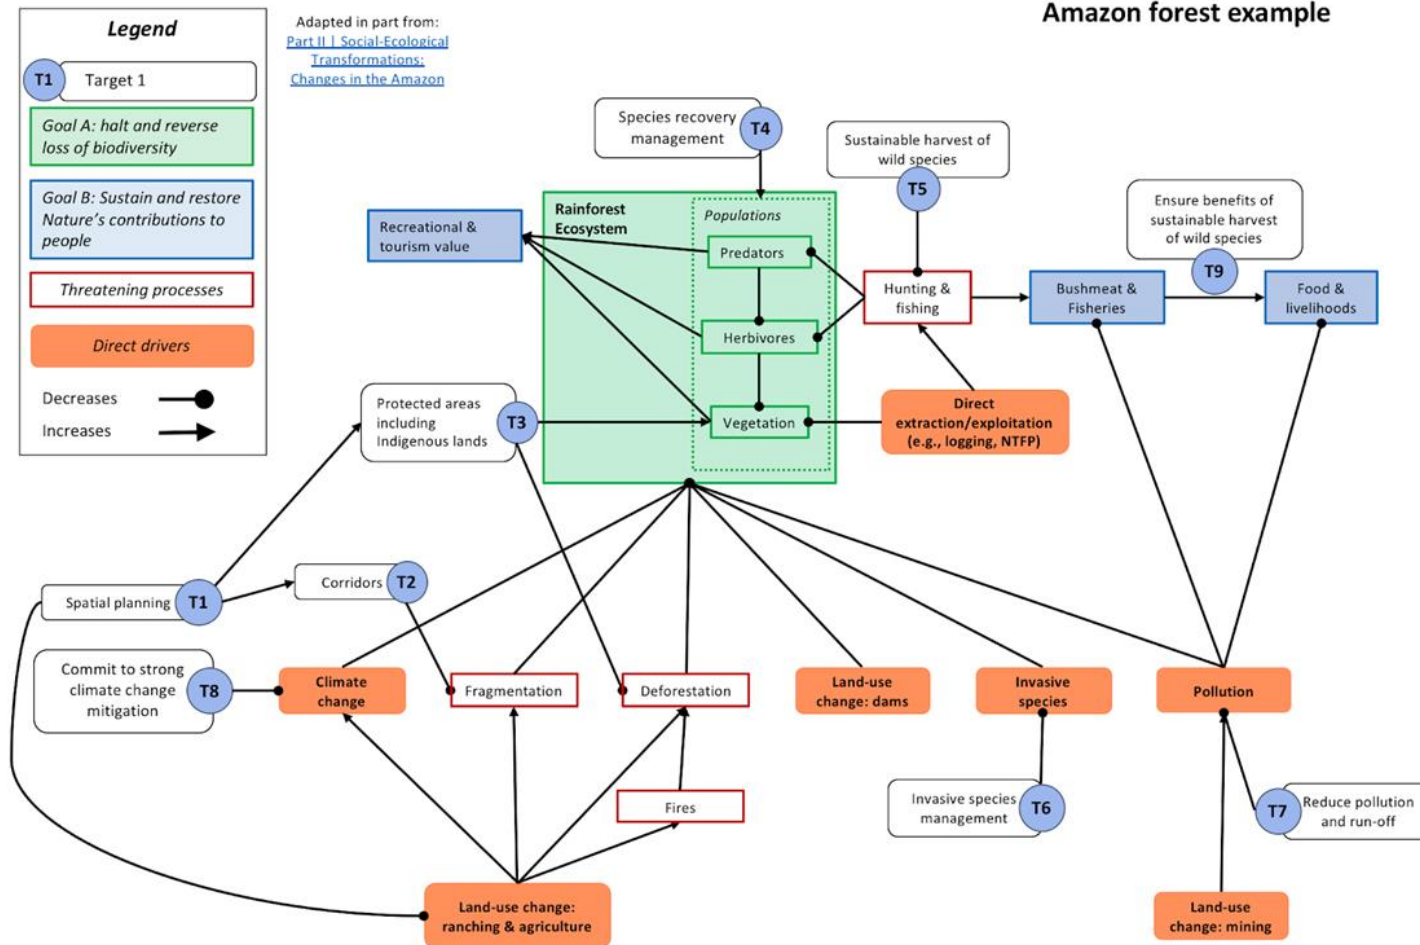 Amazon forest example
Legend
T1
Target 1
Goal A: halt and reverse
loss of biodiversity
Goal B: Sustain and restore
Nature's contributions to
people
Threatening processes
Direct drivers
Decreases
Increases
Adapted in part from:
Part II | Social-Ecological
Transformations:
Changes in the Amazon
Species recovery
management
T4
Sustainable harvest of
wild species
T5
Ensure benefits of
sustainable harvest
of wild species
T9
Recreational &
tourism value
Rainforest
Ecosystem
Populations
Predators
Herbivores
Vegetation
Hunting &
fishing
Bushmeat &
Fisheries
Food &
livelihoods
Direct
extraction/exploitation
(e.g., logging, NTFP)
Protected areas
including
Indigenous lands
T3
Spatial planning
T1
Corridors
T2
Commit to strong
climate change
mitigation
T8
Climate
change
Fragmentation
Deforestation
Land-use
change: dams
Invasive
species
Pollution
Fires
Invasive species
management
T6
T7
Reduce pollution
and run-off
Land-use change:
ranching & agriculture
Land-use
change: mining